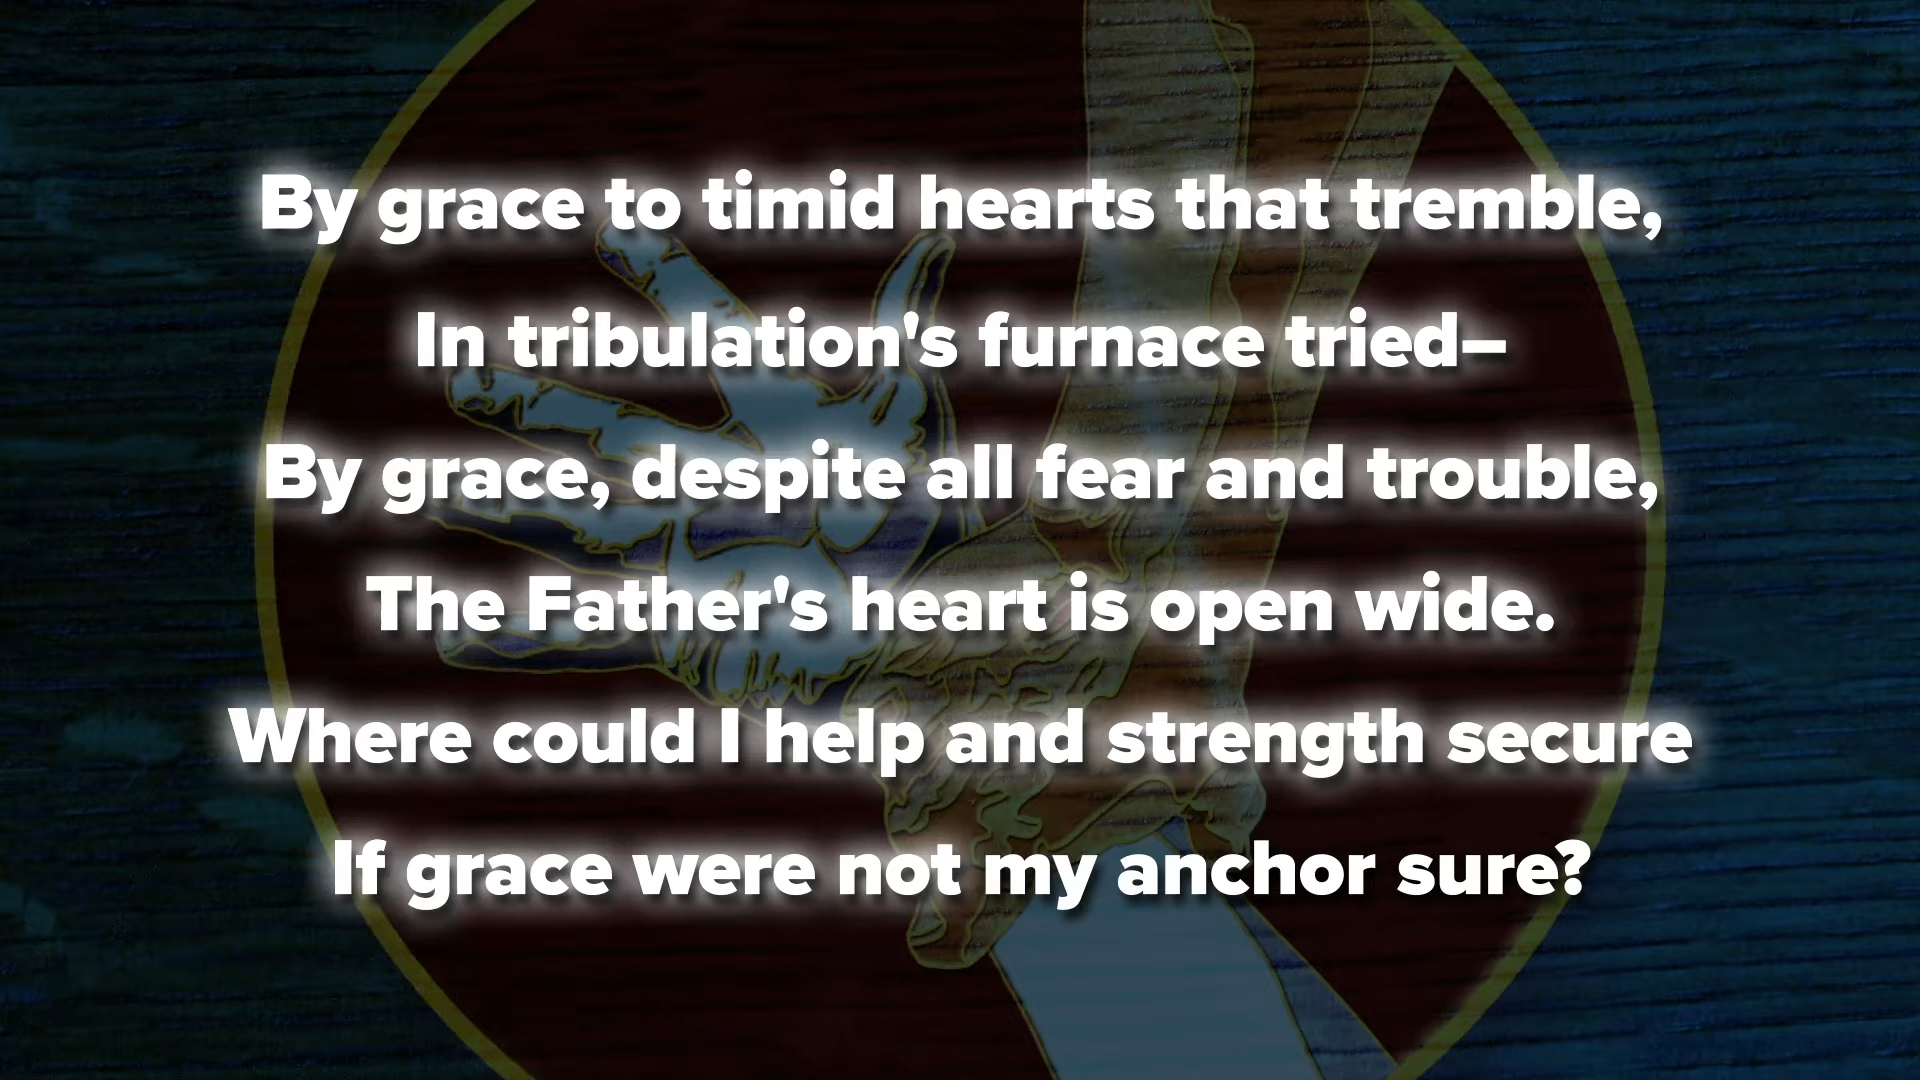 By grace to timid hearts that tremble,
In tribulation's furnace tried–
By grace, despite all fear and trouble,
The Father's heart is open wide.
Where could I help and strength secure
If grace were not my anchor sure?